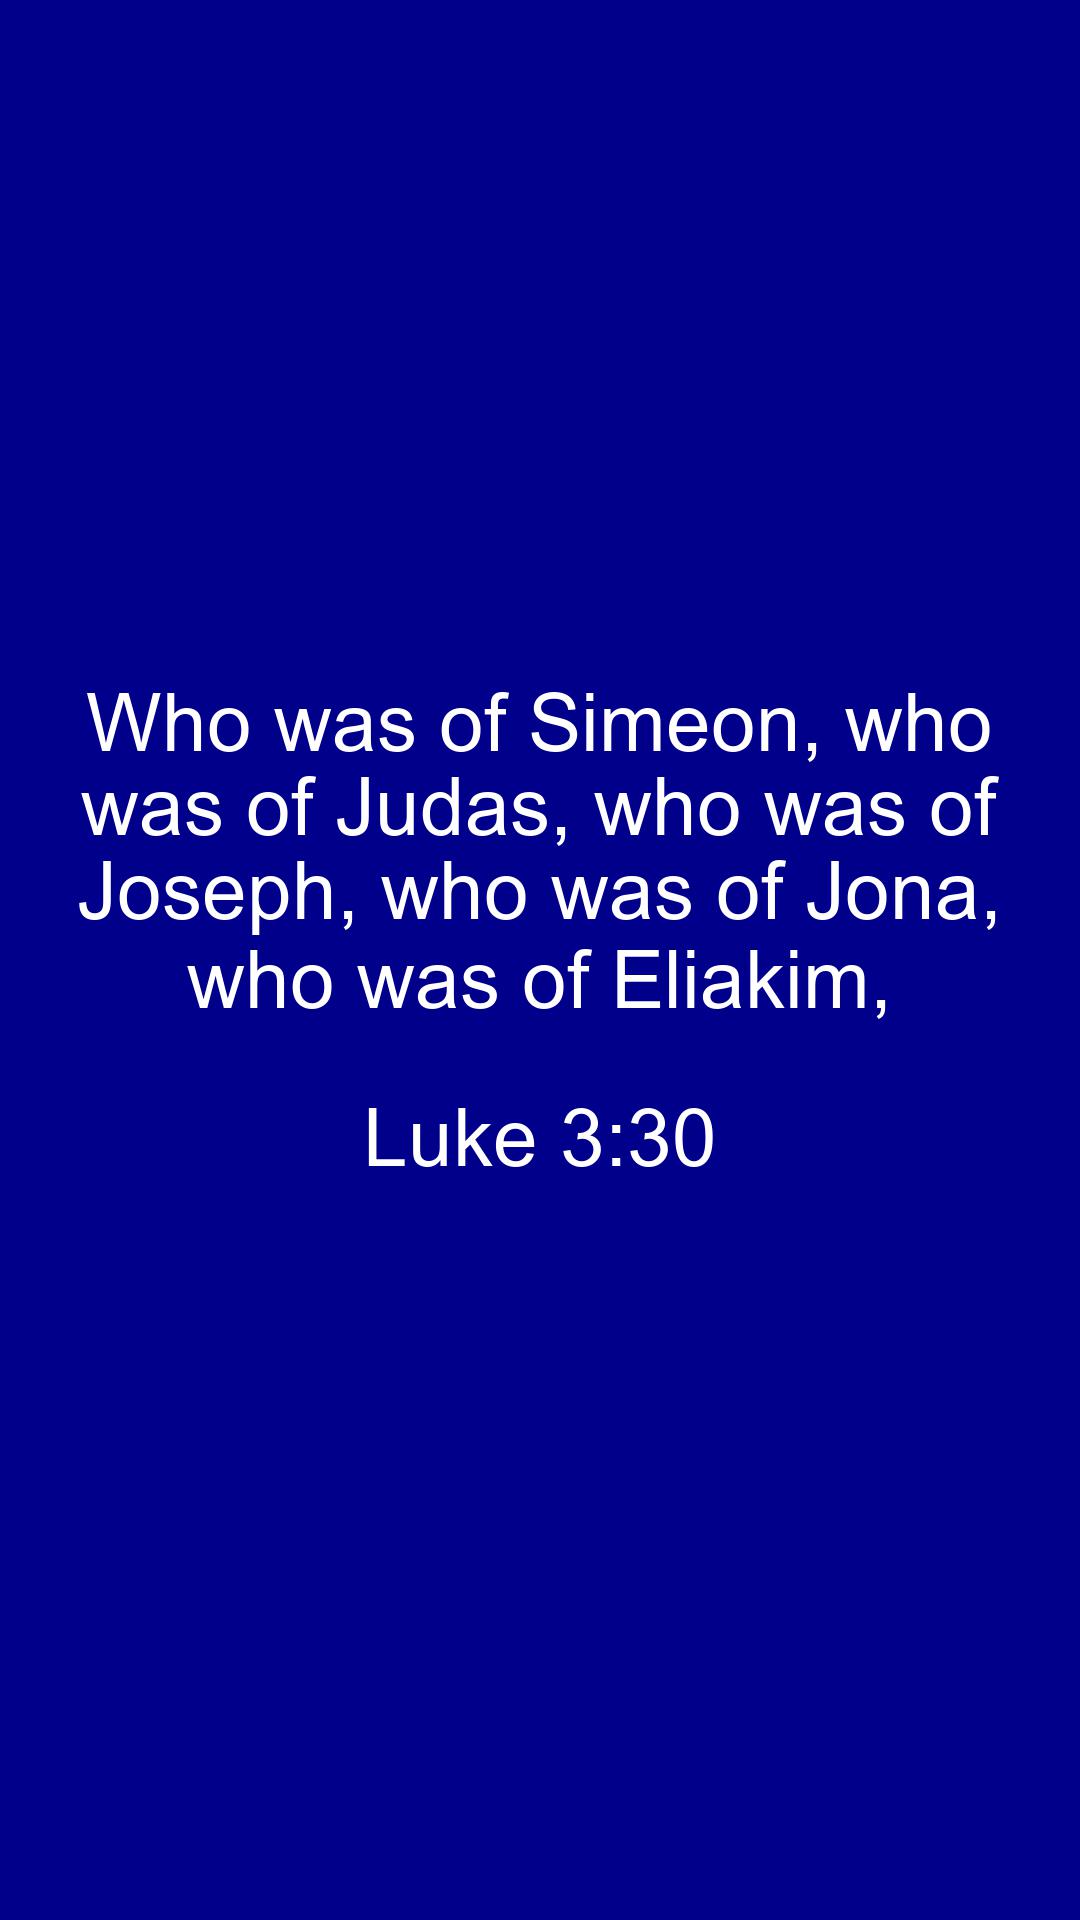 Who was of Simeon, who
was of Judas, who was of
Joseph, who was of Jona,
who was of Eliakim,
Luke 3:30